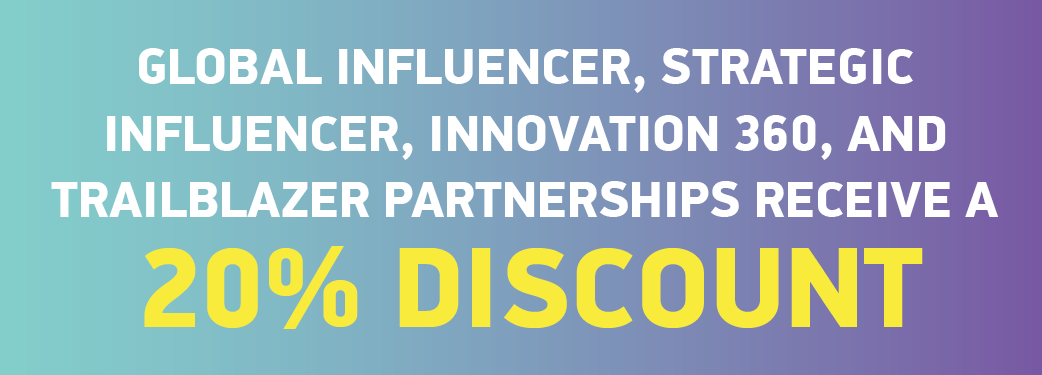 GLOBAL INFLUENCER, STRATEGIC
INFLUENCER, INNOVATION 360, AND
TRAILBLAZER PARTNERSHIPS RECEIVE A
20% DISCOUNT